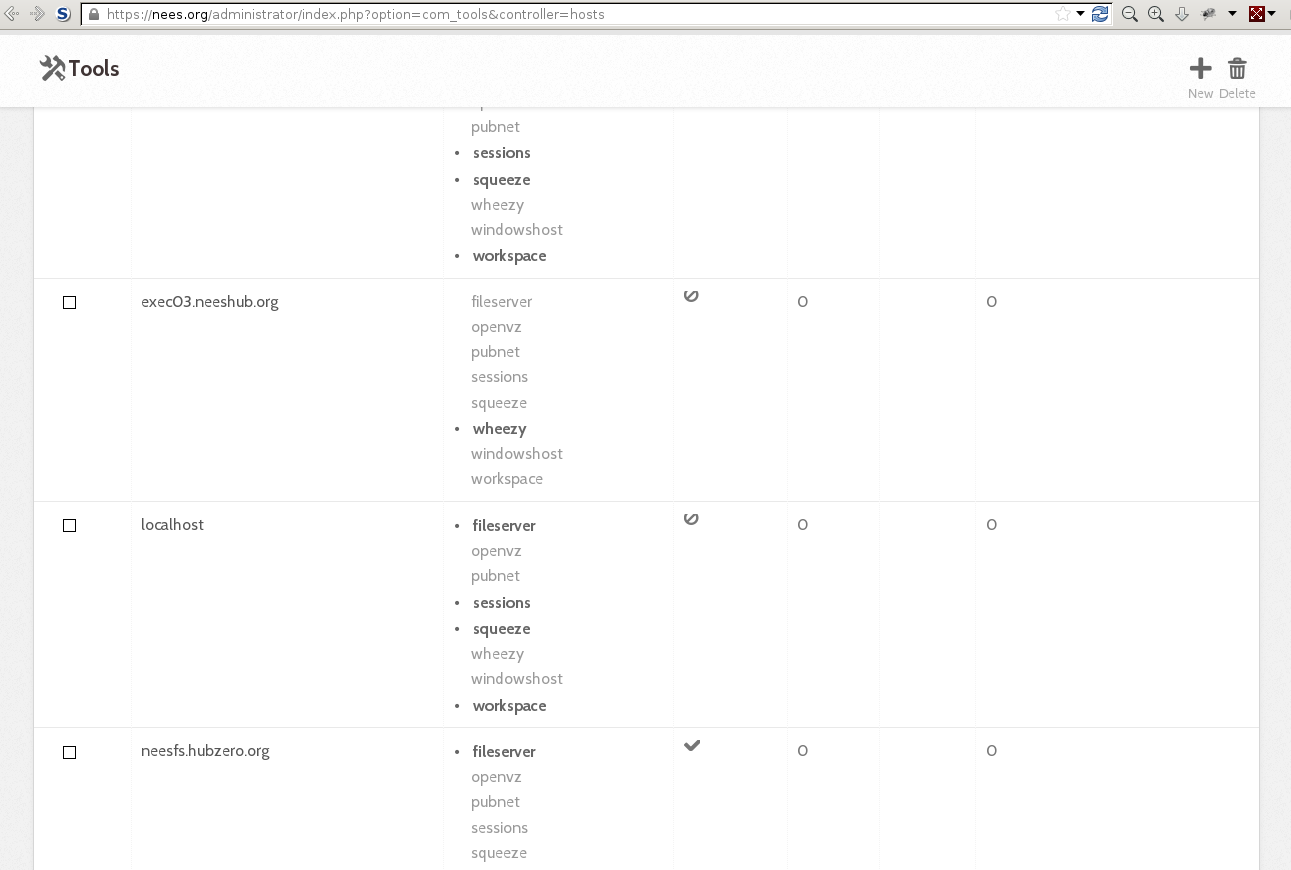 https://nees.org/administrator/index.php?option=com_tools&controller=hosts
Tools
New Delete
pubnet
• sessions
• squeeze
wheezy
windowshost
• workspace
exec03.neeshub.org
fileserver
0
0
openvz
pubnet
sessions
squeeze
• wheezy
windowshost
workspace
localhost
• fileserver
0
0
openvz
pubnet
• sessions
• squeeze
wheezy
windowshost
• workspace
neesfs.hubzero.org
• fileserver
0
0
openvz
pubnet
sessions
squeeze